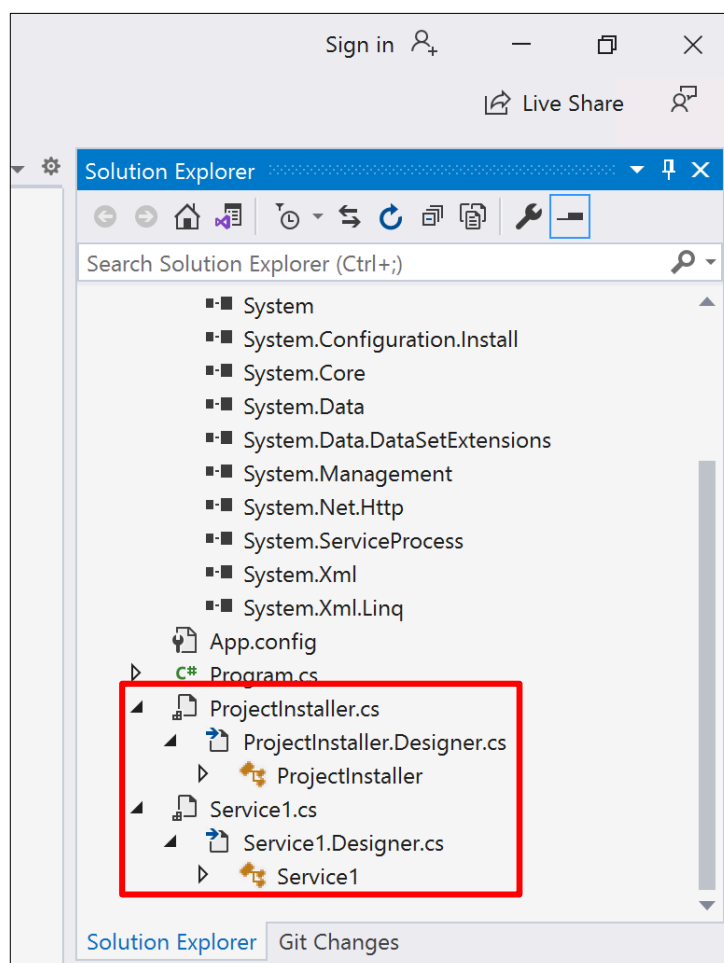 Sign in
Live Share
Solution Explorer
Search Solution Explorer (Ctrl+;)
System
System.Configuration.Install
System.Core
System.Data
System.Data.DataSetExtensions
System.Management
System.Net.Http
System.ServiceProcess
System.Xml
System.Xml.Linq
App.config
C# Program.cs
ProjectInstaller.cs
ProjectInstaller.Designer.cs
ProjectInstaller
Service1.cs
Service1.Designer.cs
Service1
Solution Explorer Git Changes